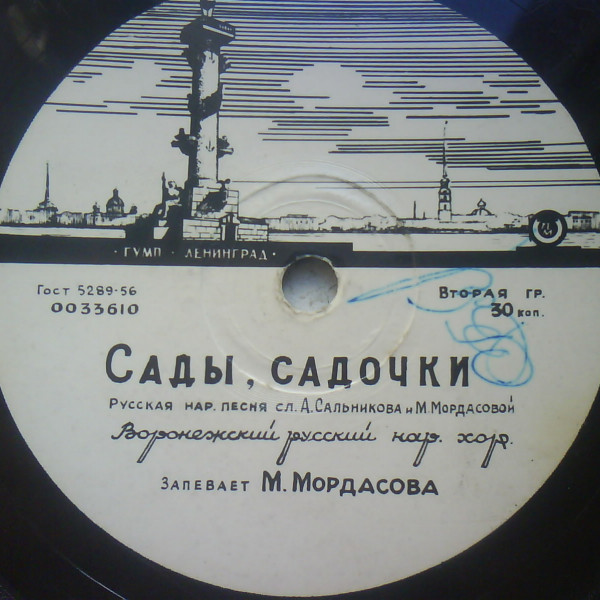 · ГУМП · ЛЕНИНГРАД ·
Гост 5289-56
0033610
Вторая гр.
30 коп.
Сады, садочки
Русская нар. песня сл. А. Сальникова и М. Мордасовой
Воронежский русский нар. хор.
Запевает М. Мордасова